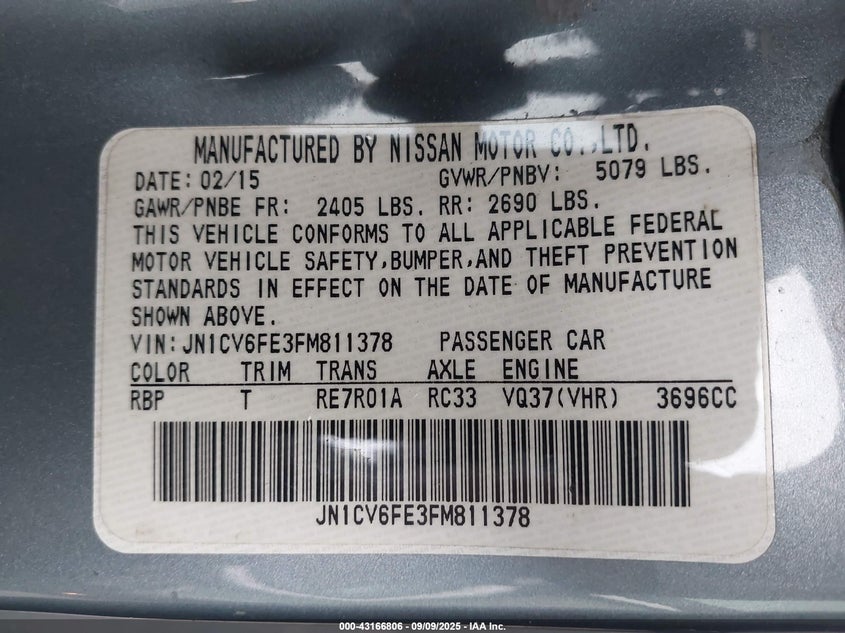 MANUFACTURED BY NISSAN MOTOR CO.,LTD.
DATE: 02/15 GVWR/PNBV: 5079 LBS.
GAWR/PNBE FR: 2405 LBS. RR: 2690 LBS.
THIS VEHICLE CONFORMS TO ALL APPLICABLE FEDERAL
MOTOR VEHICLE SAFETY,BUMPER,AND THEFT PREVENTION
STANDARDS IN EFFECT ON THE DATE OF MANUFACTURE
SHOWN ABOVE.
VIN:JN1CV6FE3FM811378 PASSENGER CAR
COLOR TRIM TRANS AXLE ENGINE
RBP T RE7R01A RC33 VQ37(VHR) 3696CC
JN1CV6FE3FM811378
000-43166806 - 09/09/2025 - IAA Inc.